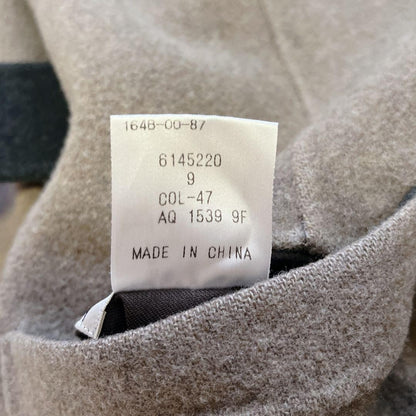 1648-00-87
6145220
9
COL-47
AQ 1539 9F
MADE IN CHINA